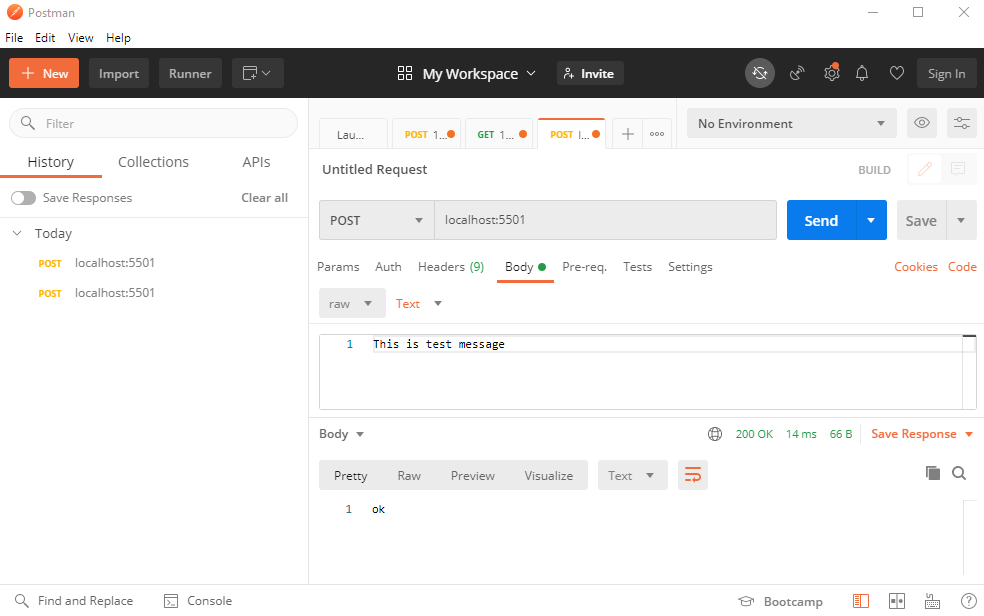 Postman
File Edit View Help
New Import Runner My Workspace Invite Sign In
Filter
History Collections APIs
Save Responses Clear all
Today
POST localhost:5501
POST localhost:5501
Lau... POST 1... GET 1... POST l... No Environment
Untitled Request BUILD
POST localhost:5501 Send Save
Params Auth Headers (9) Body Pre-req. Tests Settings Cookies Code
raw Text
1 This is test message
Body 200 OK 14 ms 66 B Save Response
Pretty Raw Preview Visualize Text
1 ok
Find and Replace Console Bootcamp